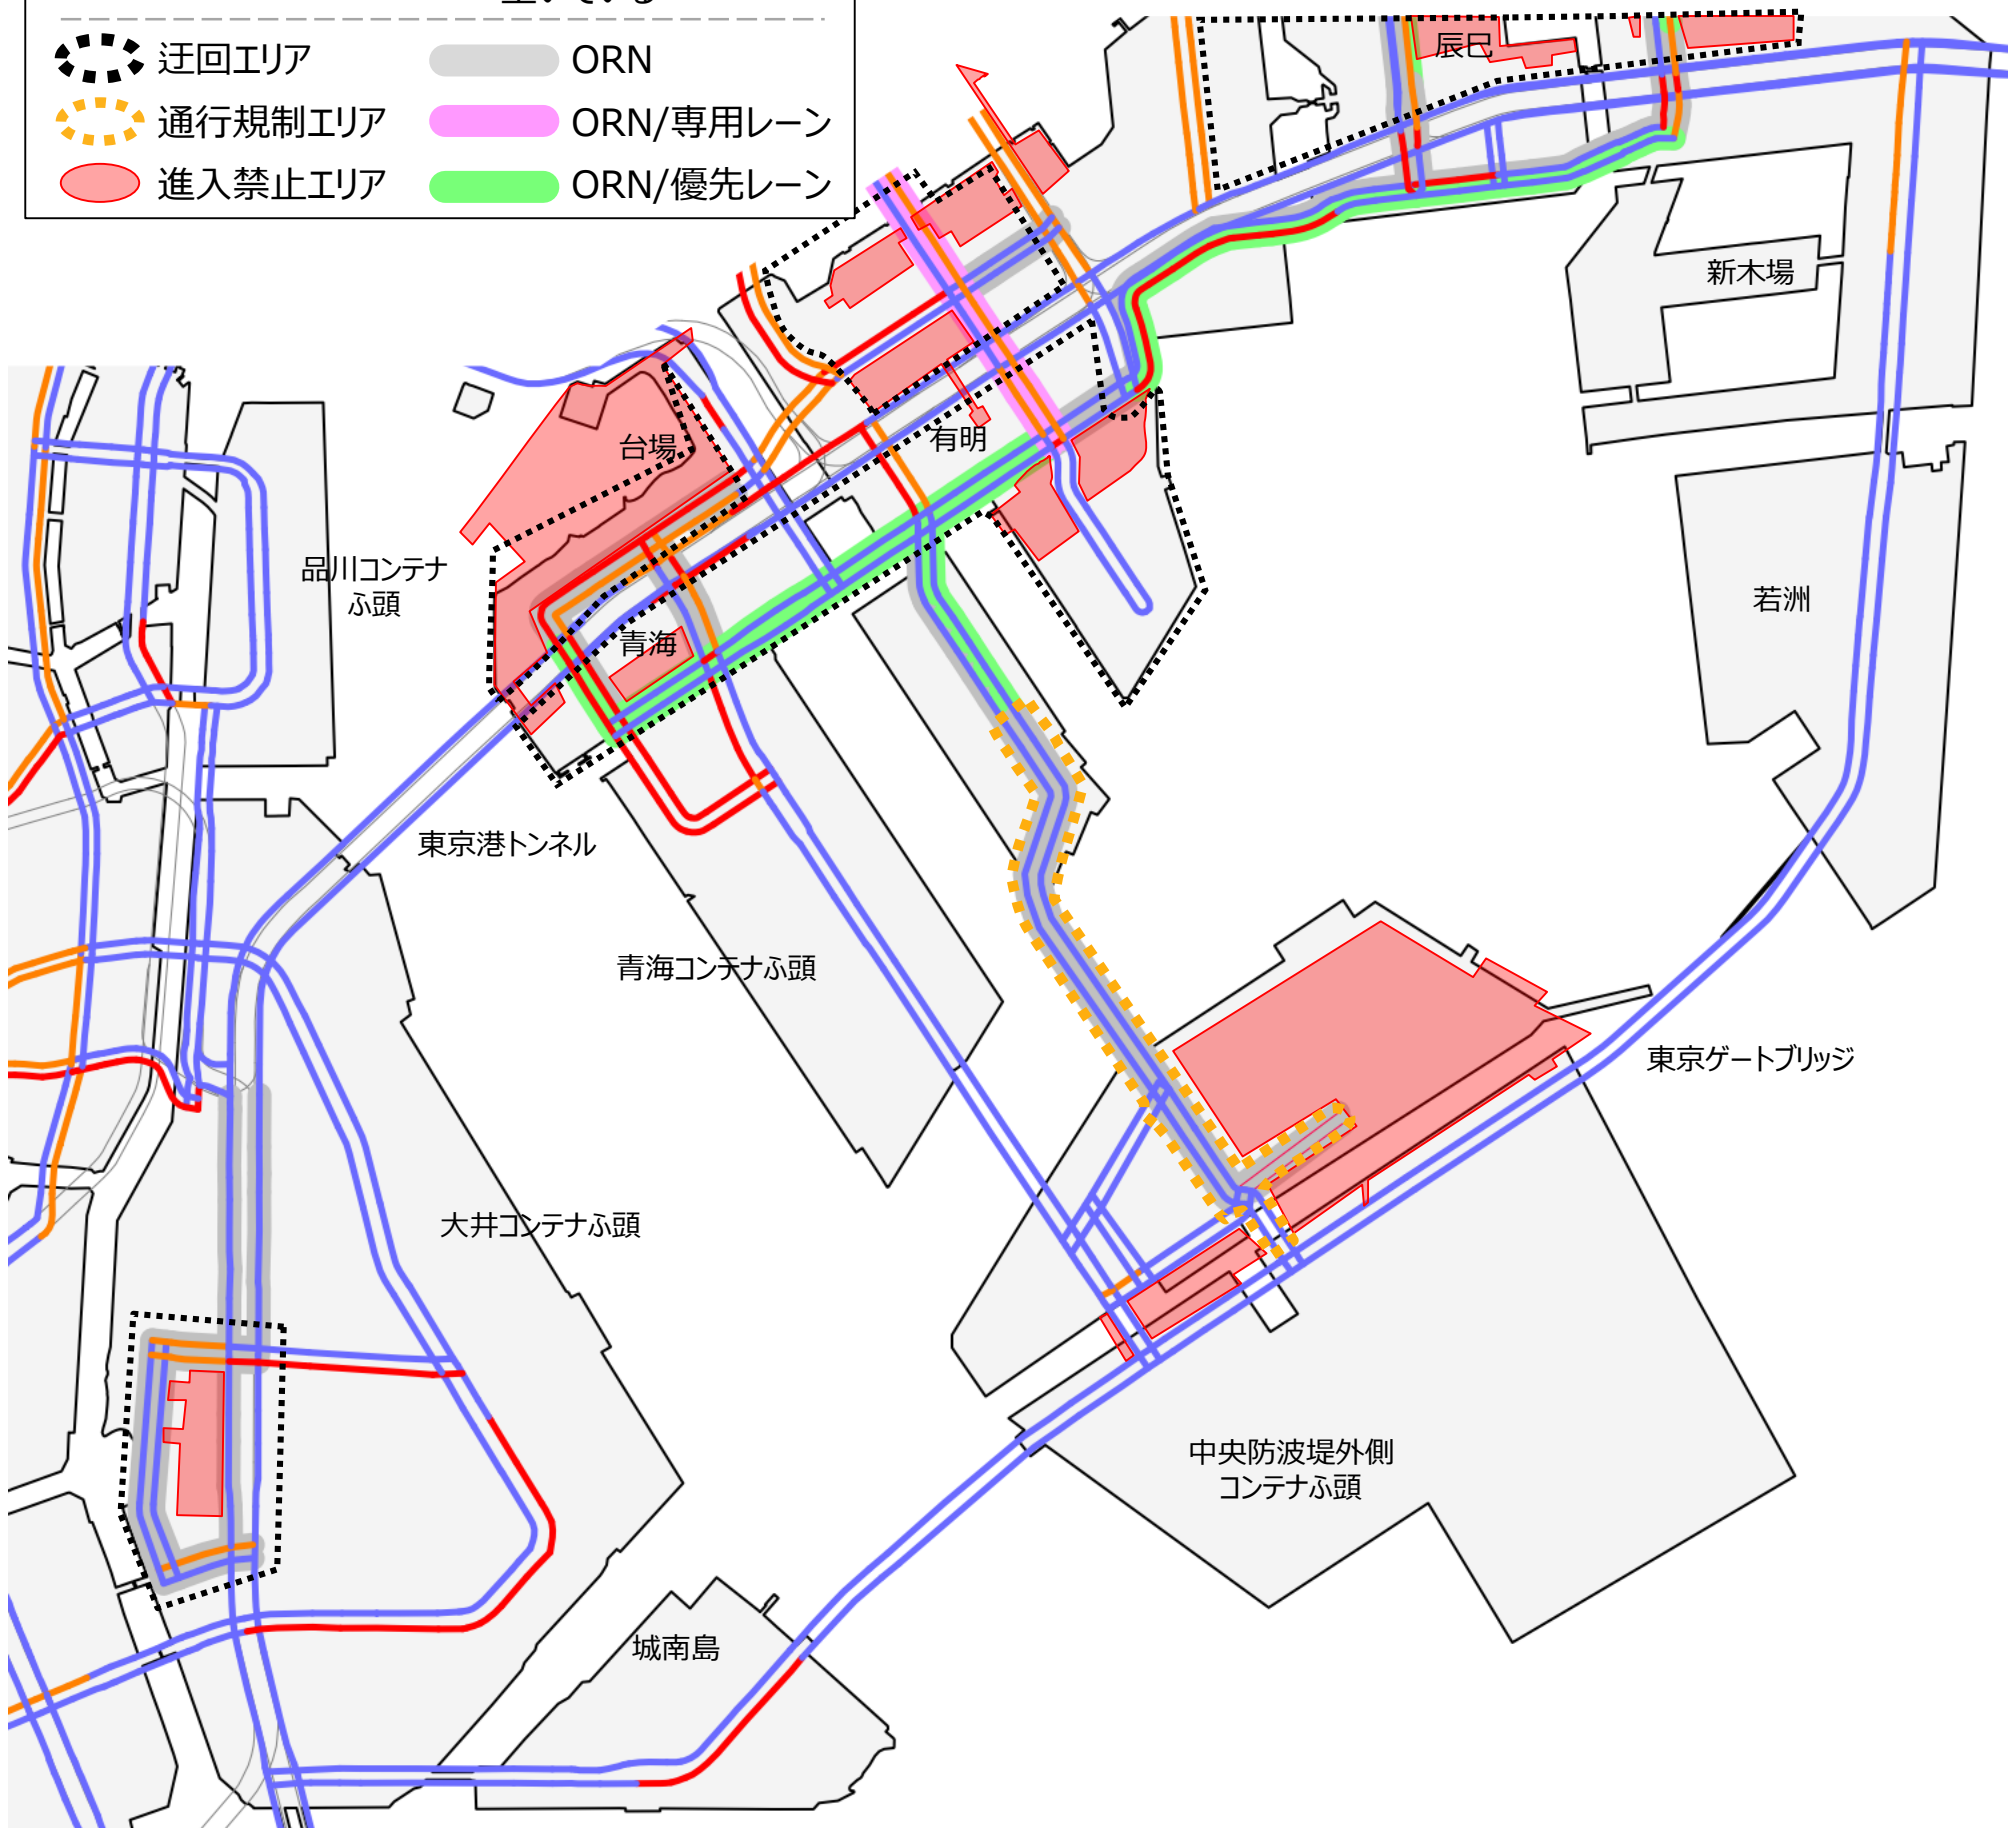 空いている
迂回エリア
ORN
通行規制エリア
ORN/専用レーン
進入禁止エリア
ORN/優先レーン
辰巳
新木場
有明
台場
品川コンテナ
ふ頭
青海
若洲
東京港トンネル
青海コンテナふ頭
東京ゲートブリッジ
大井コンテナふ頭
中央防波堤外側
コンテナふ頭
城南島